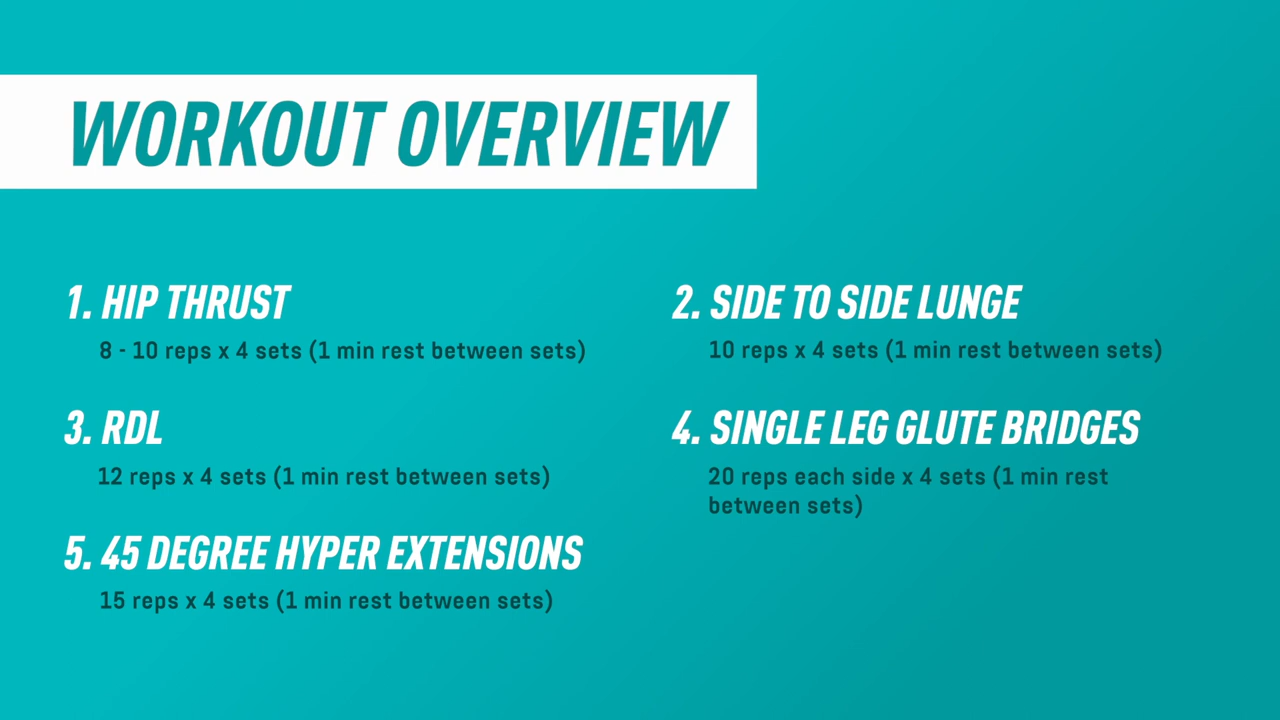 WORKOUT OVERVIEW
1. HIP THRUST
8 - 10 reps x 4 sets (1 min rest between sets)
2. SIDE TO SIDE LUNGE
10 reps x 4 sets (1 min rest between sets)
3. RDL
12 reps x 4 sets (1 min rest between sets)
4. SINGLE LEG GLUTE BRIDGES
20 reps each side x 4 sets (1 min rest
between sets)
5. 45 DEGREE HYPER EXTENSIONS
15 reps x 4 sets (1 min rest between sets)